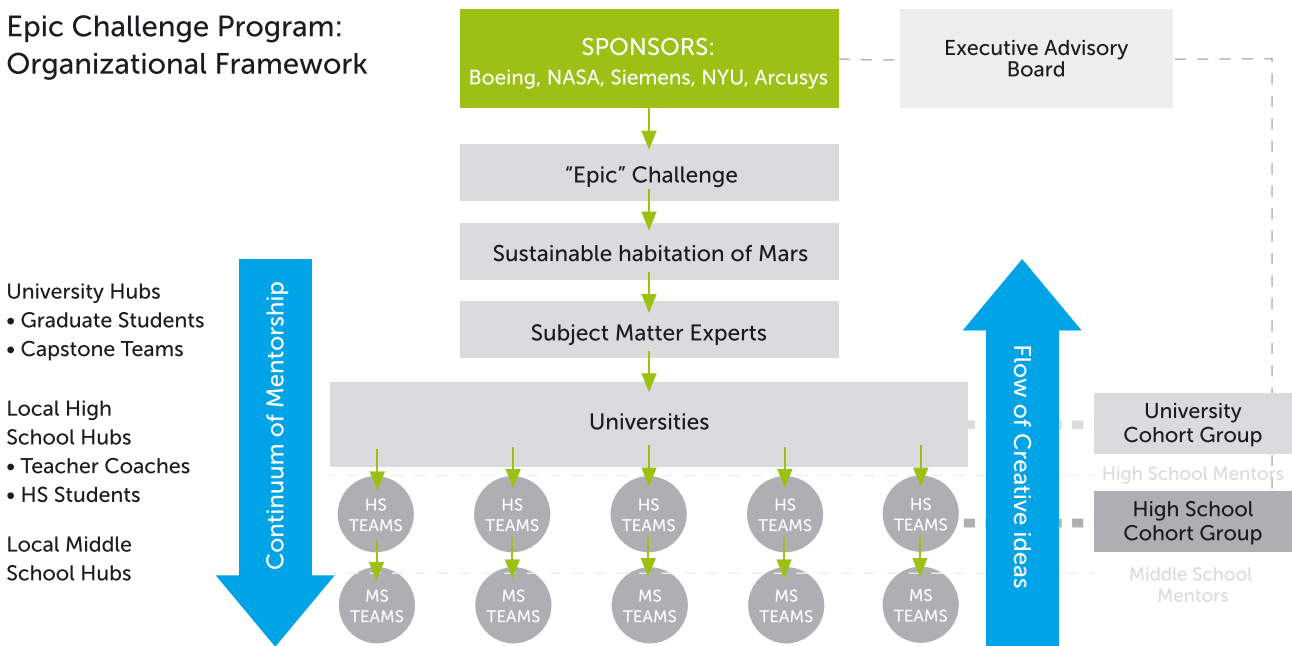 Epic Challenge Program:
Organizational Framework
SPONSORS:
Boeing, NASA, Siemens, NYU, Arcusys
Executive Advisory
Board
“Epic” Challenge
Sustainable habitation of Mars
Subject Matter Experts
Universities
University Hubs
• Graduate Students
• Capstone Teams
Local High
School Hubs
• Teacher Coaches
• HS Students
Local Middle
School Hubs
Continuum of Mentorship
HS
TEAMS
HS
TEAMS
HS
TEAMS
HS
TEAMS
HS
TEAMS
MS
TEAMS
MS
TEAMS
MS
TEAMS
MS
TEAMS
MS
TEAMS
Flow of Creative ideas
University
Cohort Group
High School Mentors
High School
Cohort Group
Middle School
Mentors